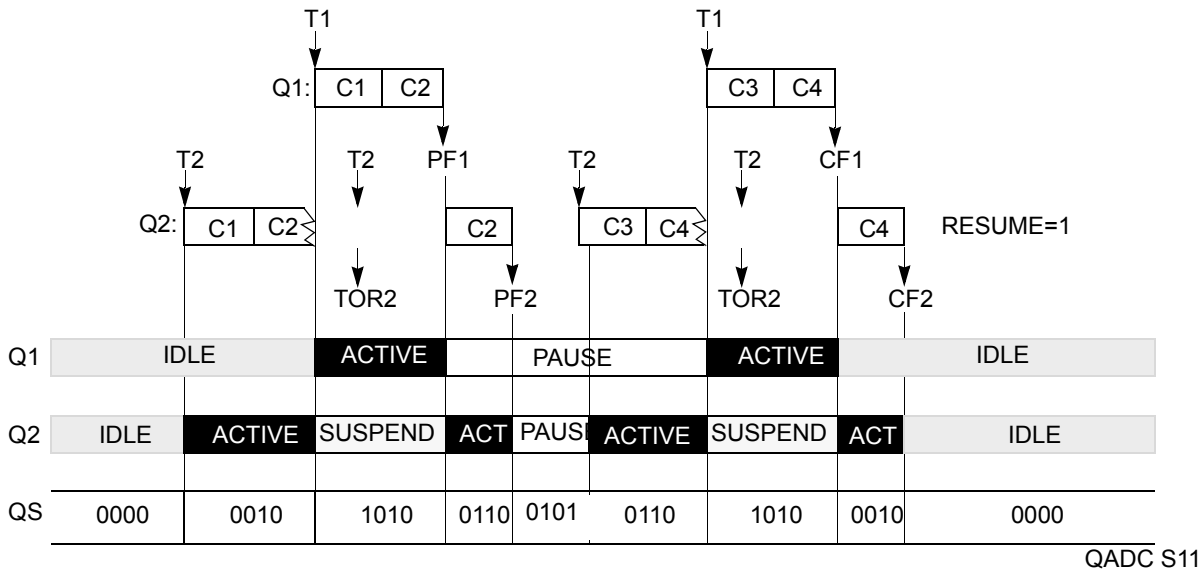 T1 T1
Q1: C1 C2 C3 C4
T2 T2 PF1 T2 T2 CF1
Q2: C1 C2 C2 C3 C4 C4 RESUME=1
TOR2 PF2 TOR2 CF2
Q1 IDLE ACTIVE PAUSE ACTIVE IDLE
Q2 IDLE ACTIVE SUSPEND ACT PAUSE ACTIVE SUSPEND ACT IDLE
QS 0000 0010 1010 0110 0101 0110 1010 0010 0000
QADC S11